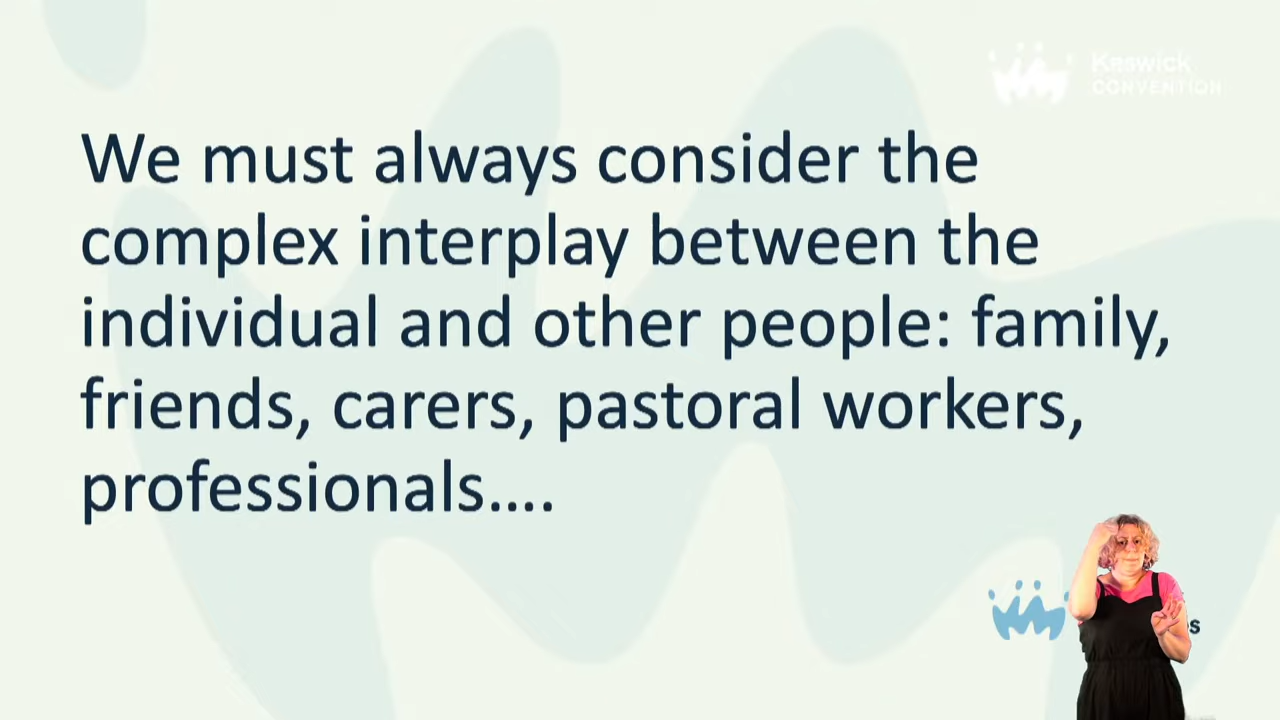 Keswick
CONVENTION
We must always consider the
complex interplay between the
individual and other people: family,
friends, carers, pastoral workers,
professionals….